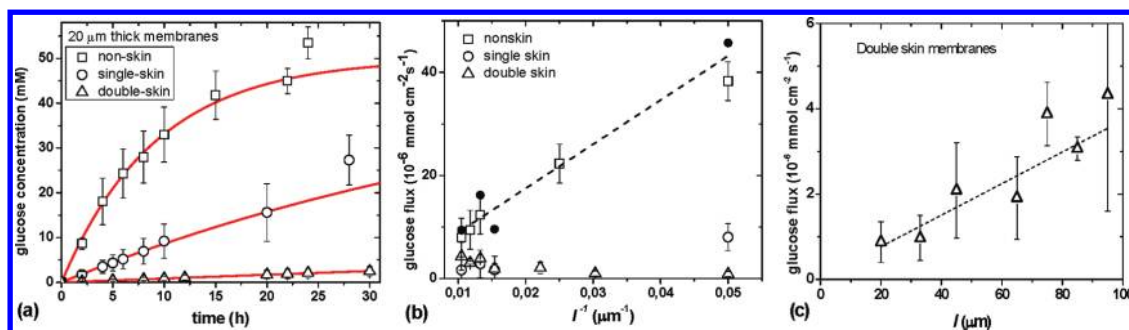 20 μm thick membranes
non-skin
single-skin
double-skin
glucose concentration (mM)
60
50
40
30
20
10
0
0 5 10 15 20 25 30
time (h)
(a)
nonskin
single skin
double skin
glucose flux (10⁻⁶ mmol cm⁻²s⁻¹)
40
20
0
0,01 0,02 0,03 0,04 0,05
l⁻¹ (μm⁻¹)
(b)
Double skin membranes
glucose flux (10⁻⁶ mmol cm⁻² s⁻¹)
6
4
2
0
0 20 40 60 80 100
l (μm)
(c)